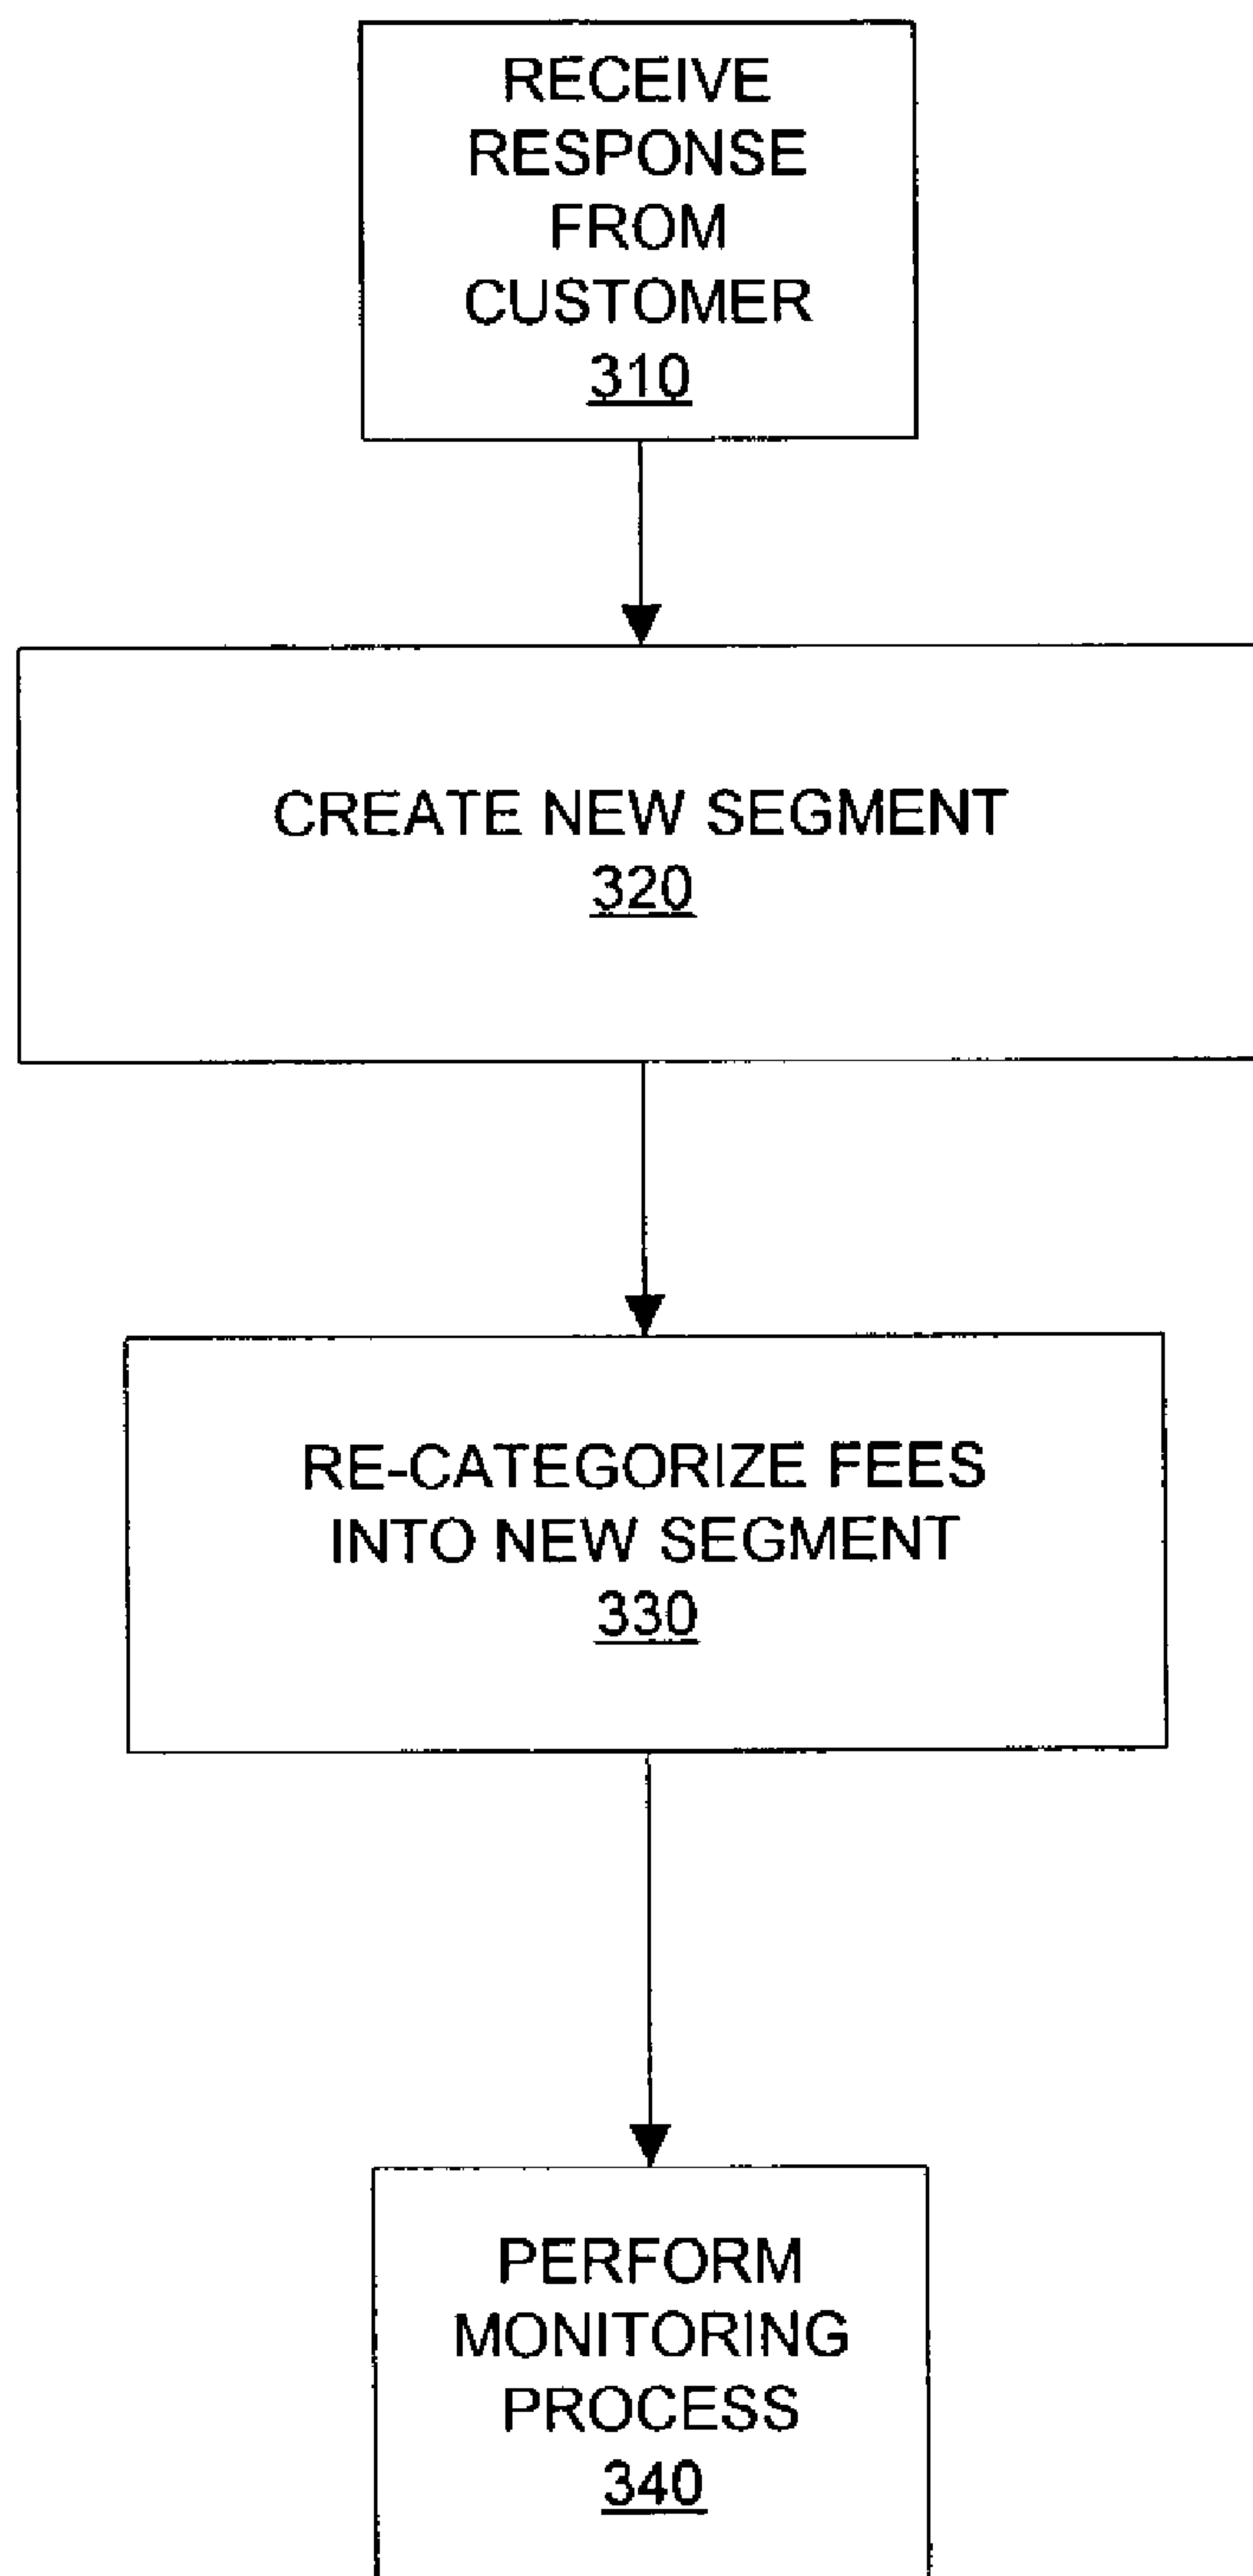 RECEIVE
RESPONSE
FROM
CUSTOMER
310
CREATE NEW SEGMENT
320
RE-CATEGORIZE FEES
INTO NEW SEGMENT
330
PERFORM
MONITORING
PROCESS
340